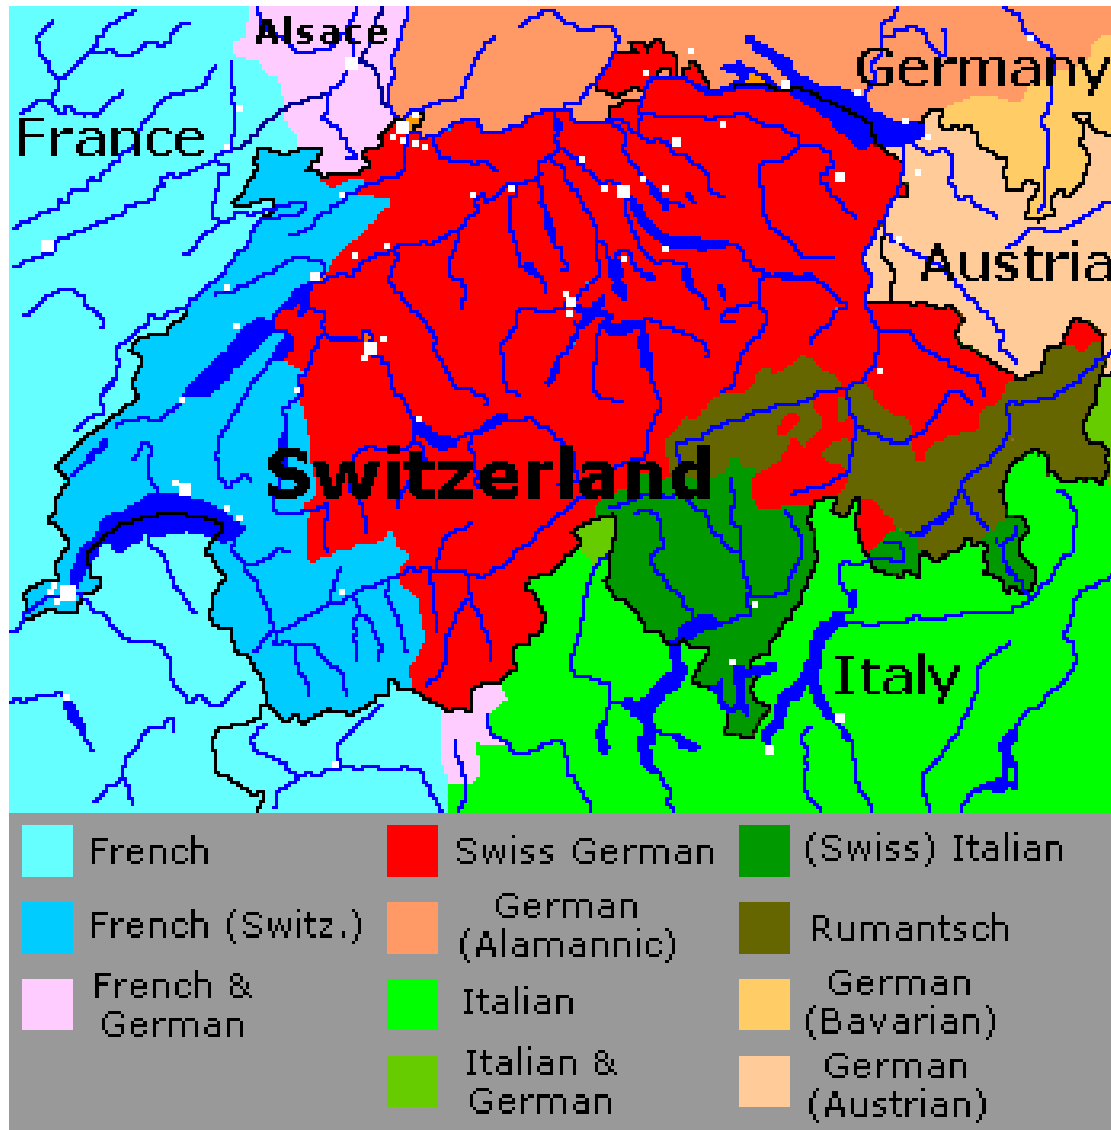 Alsace
Germany
France
Austria
Switzerland
Italy
French
Swiss German
(Swiss) Italian
French (Switz.)
German
(Alamannic)
Rumantsch
French &
German
Italian
German
(Bavarian)
Italian &
German
German
(Austrian)